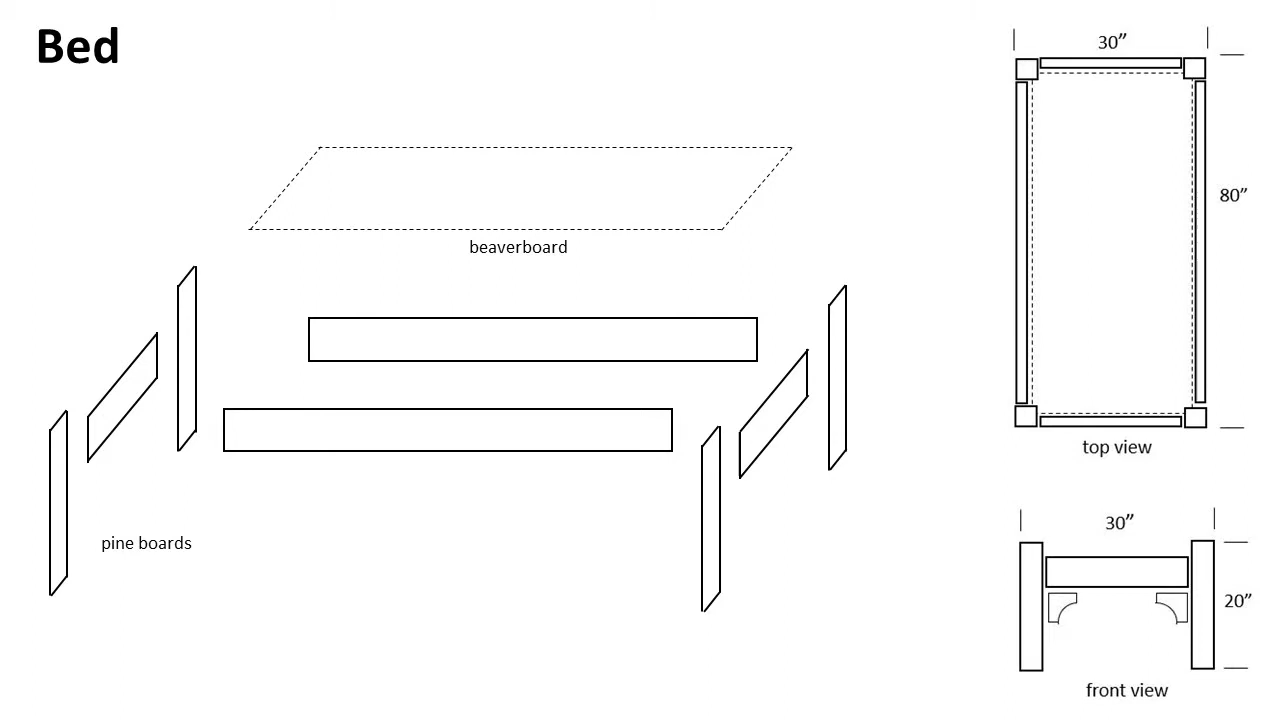 Bed
beaverboard
pine boards
30”
80”
top view
30”
20”
front view